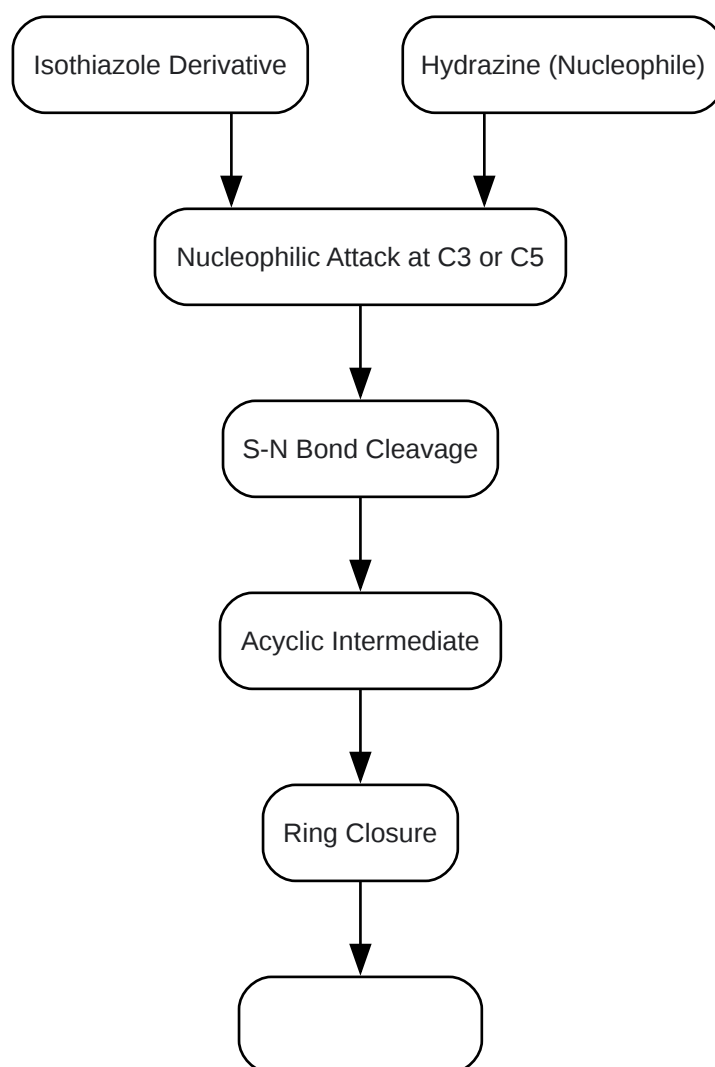 Isothiazole Derivative
Hydrazine (Nucleophile)
Nucleophilic Attack at C3 or C5
S-N Bond Cleavage
Acyclic Intermediate
Ring Closure